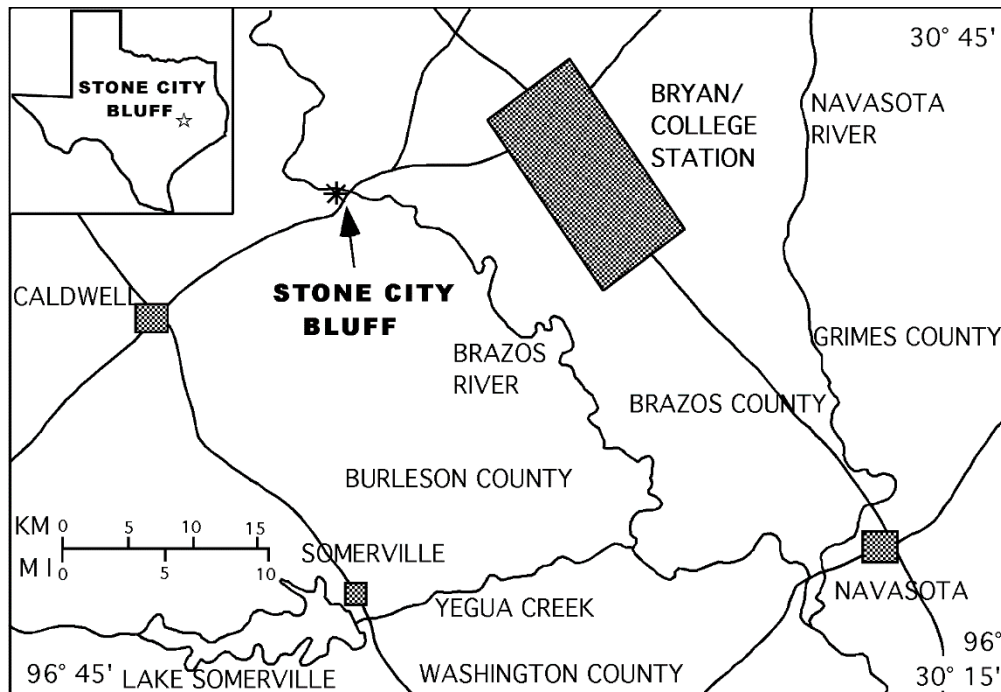 STONE CITY
BLUFF
30° 45'
BRYAN/
COLLEGE
STATION
NAVASOTA
RIVER
CALDWELL
STONE CITY
BLUFF
BRAZOS
RIVER
GRIMES COUNTY
BRAZOS COUNTY
BURLESON COUNTY
KM 0 5 10 15
MI 0 5 10
SOMERVILLE
YEGUA CREEK
NAVASOTA
96°
96° 45'
LAKE SOMERVILLE
WASHINGTON COUNTY
30° 15'